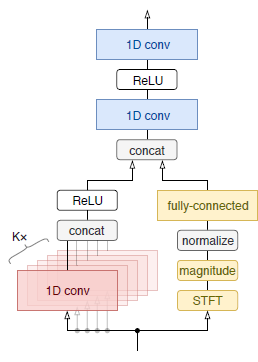 1D conv
ReLU
1D conv
concat
ReLU
concat
K×
1D conv
fully-connected
normalize
magnitude
STFT